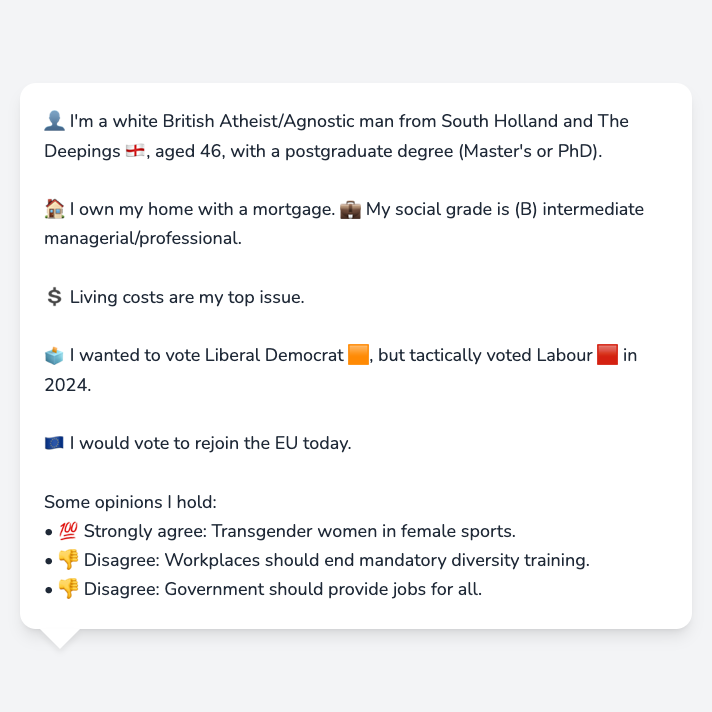 👤 I'm a white British Atheist/Agnostic man from South Holland and The
Deepings 🏴󠁧󠁢󠁥󠁮󠁧󠁿, aged 46, with a postgraduate degree (Master's or PhD).
🏠 I own my home with a mortgage. 💼 My social grade is (B) intermediate
managerial/professional.
💲 Living costs are my top issue.
🗳️ I wanted to vote Liberal Democrat 🟧, but tactically voted Labour 🟥 in
2024.
🇪🇺 I would vote to rejoin the EU today.
Some opinions I hold:
• 💯 Strongly agree: Transgender women in female sports.
• 👎 Disagree: Workplaces should end mandatory diversity training.
• 👎 Disagree: Government should provide jobs for all.